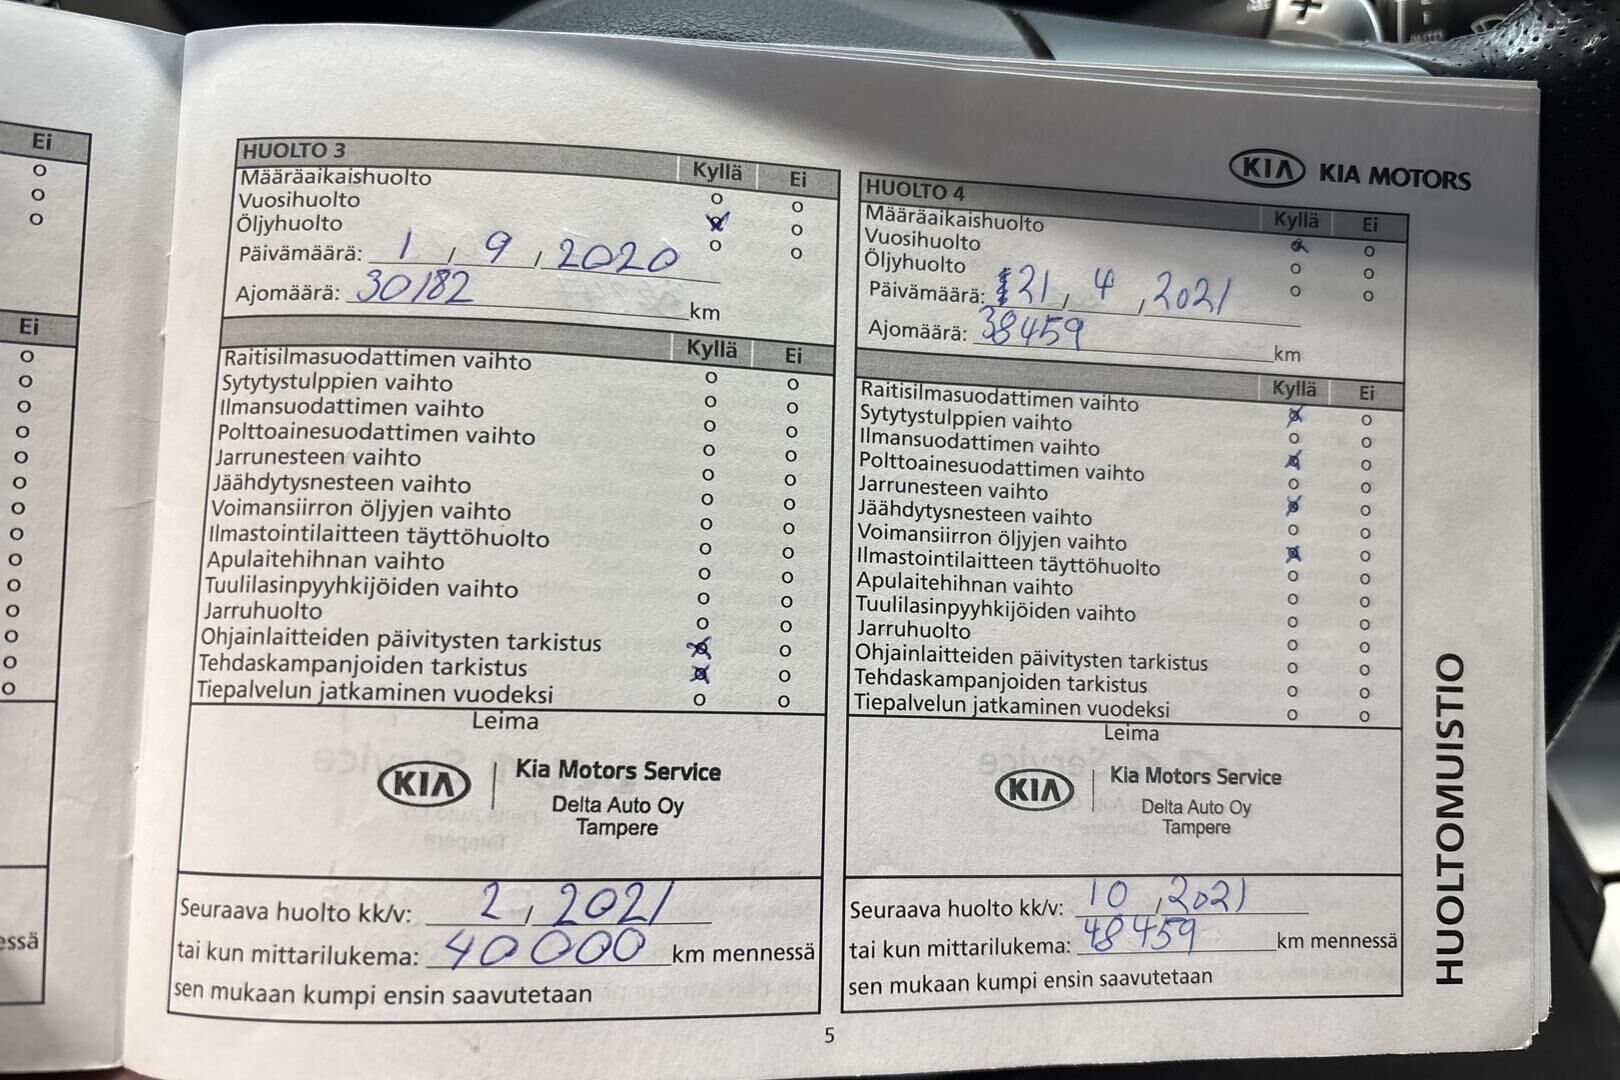 Ei
Ei
essä
HUOLTO 3
Kyllä Ei
Määräaikaishuolto o o
Vuosihuolto x o
Öljyhuolto o o
Päivämäärä: 1 , 9 , 2020
Ajomäärä: 30182 km
Kyllä Ei
Raitisilmasuodattimen vaihto o o
Sytytystulppien vaihto o o
Ilmansuodattimen vaihto o o
Polttoainesuodattimen vaihto o o
Jarrunesteen vaihto o o
Jäähdytysnesteen vaihto o o
Voimansiirron öljyjen vaihto o o
Ilmastointilaitteen täyttöhuolto o o
Apulaitehihnan vaihto o o
Tuulilasinpyyhkijöiden vaihto o o
Jarruhuolto o o
Ohjainlaitteiden päivitysten tarkistus x o
Tehdaskampanjoiden tarkistus x o
Tiepalvelun jatkaminen vuodeksi o o
Leima
KIA Kia Motors Service
Delta Auto Oy
Tampere
Seuraava huolto kk/v: 2 , 2021
tai kun mittarilukema: 40000 km mennessä
sen mukaan kumpi ensin saavutetaan
KIA KIA MOTORS
HUOLTO 4
Kyllä Ei
Määräaikaishuolto x o
Vuosihuolto o o
Öljyhuolto o o
Päivämäärä: 21 , 4 , 2021
Ajomäärä: 38459 km
Kyllä Ei
Raitisilmasuodattimen vaihto x o
Sytytystulppien vaihto o o
Ilmansuodattimen vaihto x o
Polttoainesuodattimen vaihto o o
Jarrunesteen vaihto x o
Jäähdytysnesteen vaihto o o
Voimansiirron öljyjen vaihto x o
Ilmastointilaitteen täyttöhuolto o o
Apulaitehihnan vaihto o o
Tuulilasinpyyhkijöiden vaihto o o
Jarruhuolto o o
Ohjainlaitteiden päivitysten tarkistus o o
Tehdaskampanjoiden tarkistus o o
Tiepalvelun jatkaminen vuodeksi o o
Leima
KIA Kia Motors Service
Delta Auto Oy
Tampere
Seuraava huolto kk/v: 10 , 2021
tai kun mittarilukema: 48459 km mennessä
sen mukaan kumpi ensin saavutetaan
HUOLTOMUISTIO
5